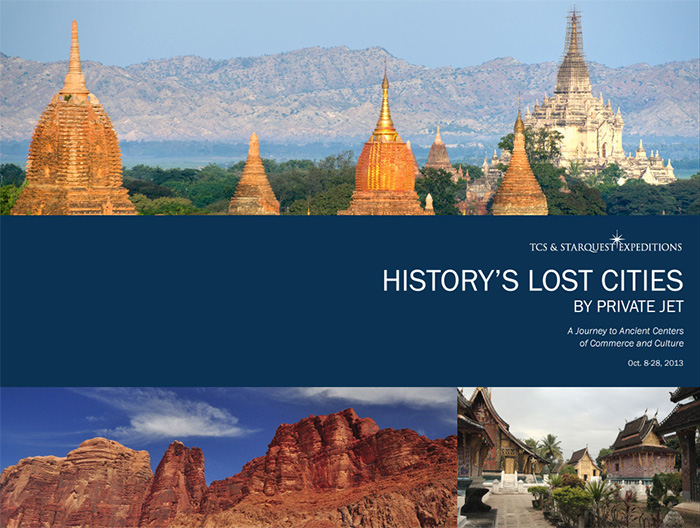 TCS & STARQUEST EXPEDITIONS
HISTORY'S LOST CITIES
BY PRIVATE JET
A Journey to Ancient Centers
of Commerce and Culture
Oct. 8-28, 2013